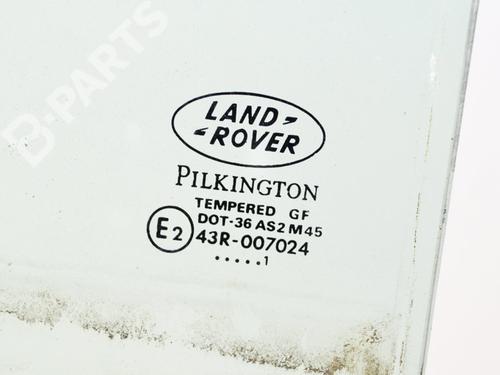 B-PARTS
LAND-
-ROVER
PILKINGTON
TEMPERED GF
DOT-36 AS2 M45
E2 43R-007024
.....1